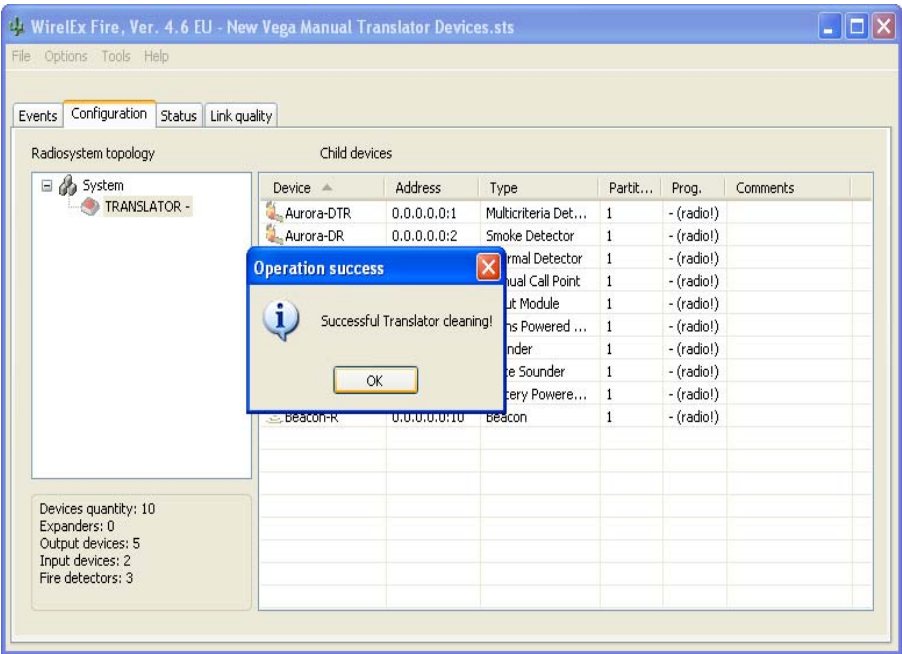 WirelEx Fire, Ver. 4.6 EU - New Vega Manual Translator Devices.sts
File Options Tools Help
Events Configuration Status Link quality
Radiosystem topology
Child devices
System
TRANSLATOR -
Device Address Type Partit... Prog. Comments
Aurora-DTR 0.0.0.0.0:1 Multicriteria Det... 1 - (radio!)
Aurora-DR 0.0.0.0.0:2 Smoke Detector 1 - (radio!)
rmal Detector 1 - (radio!)
ual Call Point 1 - (radio!)
ut Module 1 - (radio!)
ns Powered ... 1 - (radio!)
nder 1 - (radio!)
e Sounder 1 - (radio!)
tery Powere... 1 - (radio!)
Beacon-R 0.0.0.0.0:10 Beacon 1 - (radio!)
Operation success
Successful Translator cleaning!
OK
Devices quantity: 10
Expanders: 0
Output devices: 5
Input devices: 2
Fire detectors: 3